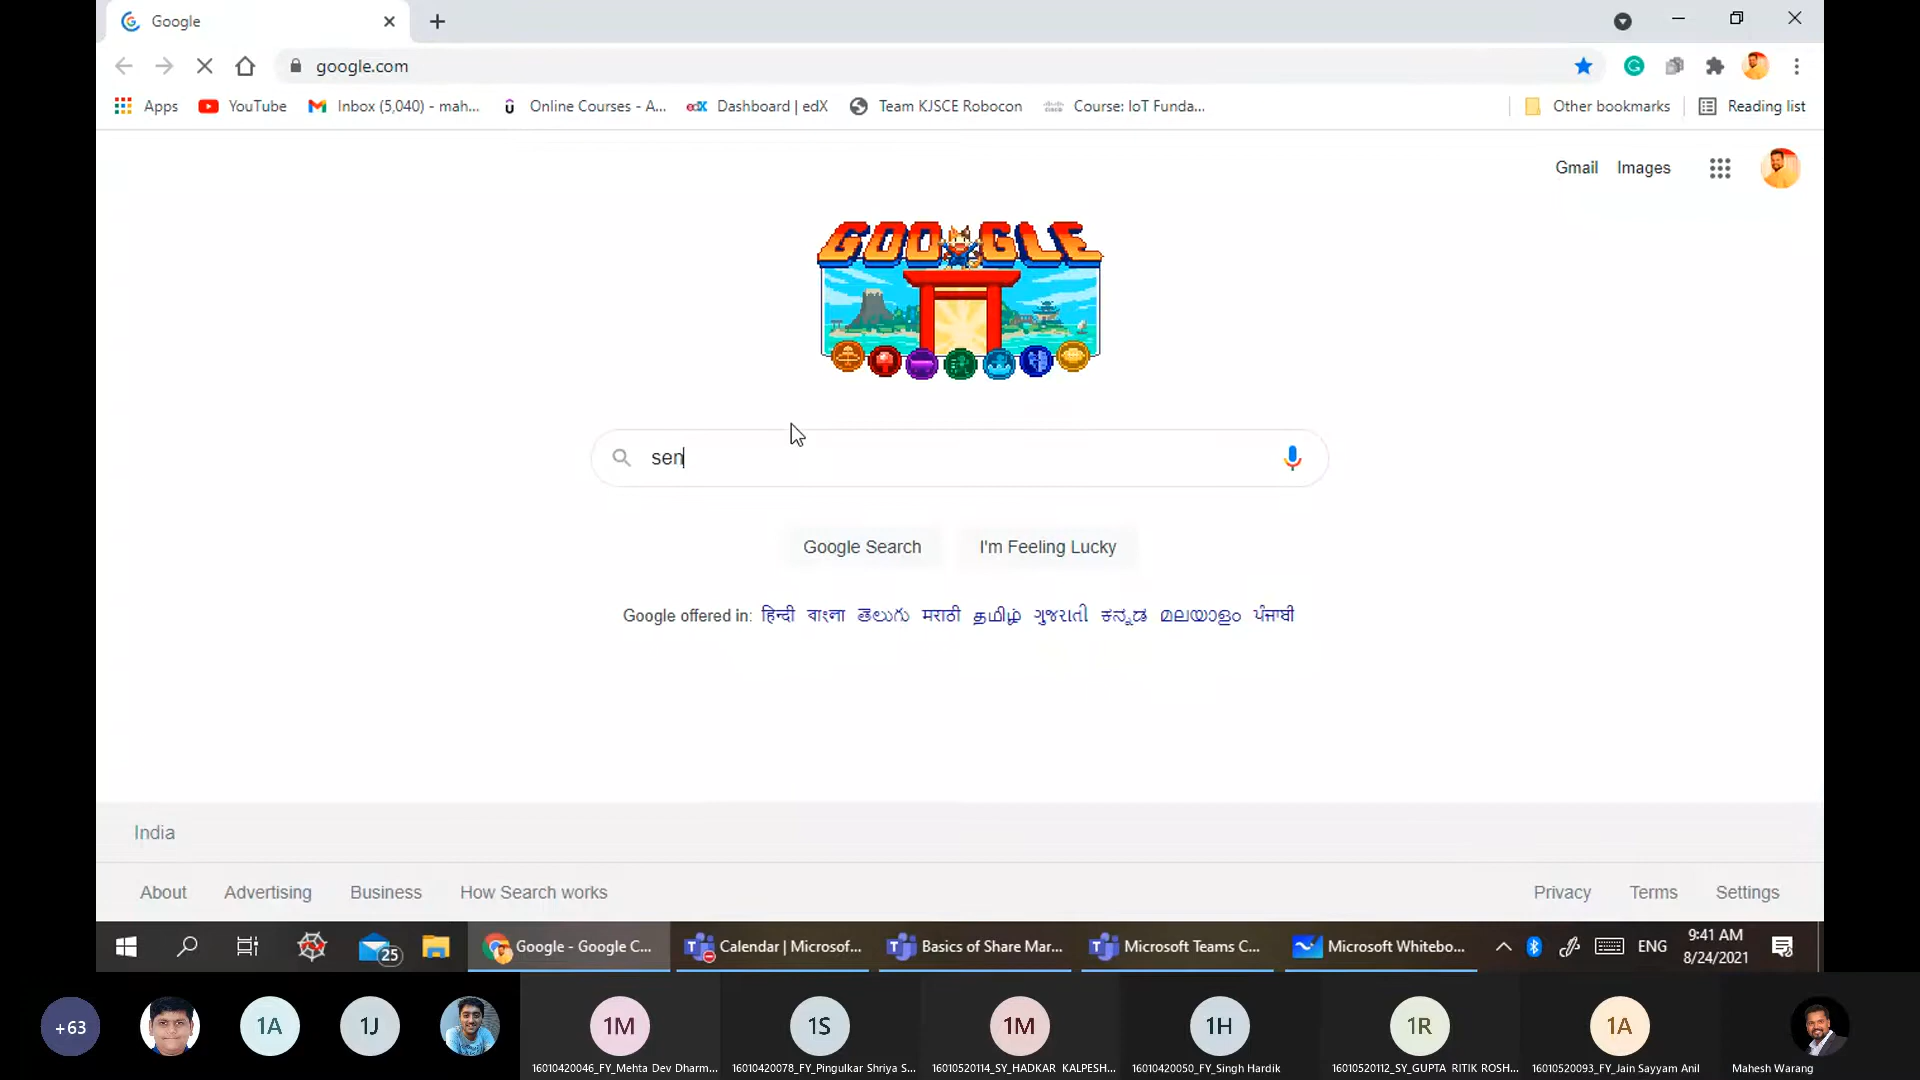 Google
google.com
Apps YouTube Inbox (5,040) - mah... Online Courses - A... edX Dashboard | edX Team KJSCE Robocon Course: IoT Funda... Other bookmarks Reading list
Gmail Images
GOOGLE
sen
Google Search I'm Feeling Lucky
Google offered in: हिन्दी বাংলা తెలుగు मराठी தமிழ் ગુજરાતી ಕನ್ನಡ മലയാളം ਪੰਜਾਬੀ
India
About Advertising Business How Search works Privacy Terms Settings
25 Google - Google C... Calendar | Microsof... Basics of Share Mar... Microsoft Teams C... Microsoft Whitebo... ENG 9:41 AM
8/24/2021
+63 1A 1J 1M 1S 1M 1H 1R 1A
16010420046_FY_Mehta Dev Dharm... 16010420078_FY_Pingulkar Shriya S... 16010520114_SY_HADKAR KALPESH... 16010420050_FY_Singh Hardik 16010520112_SY_GUPTA RITIK ROSH... 16010520093_FY_Jain Sayyam Anil Mahesh Warang